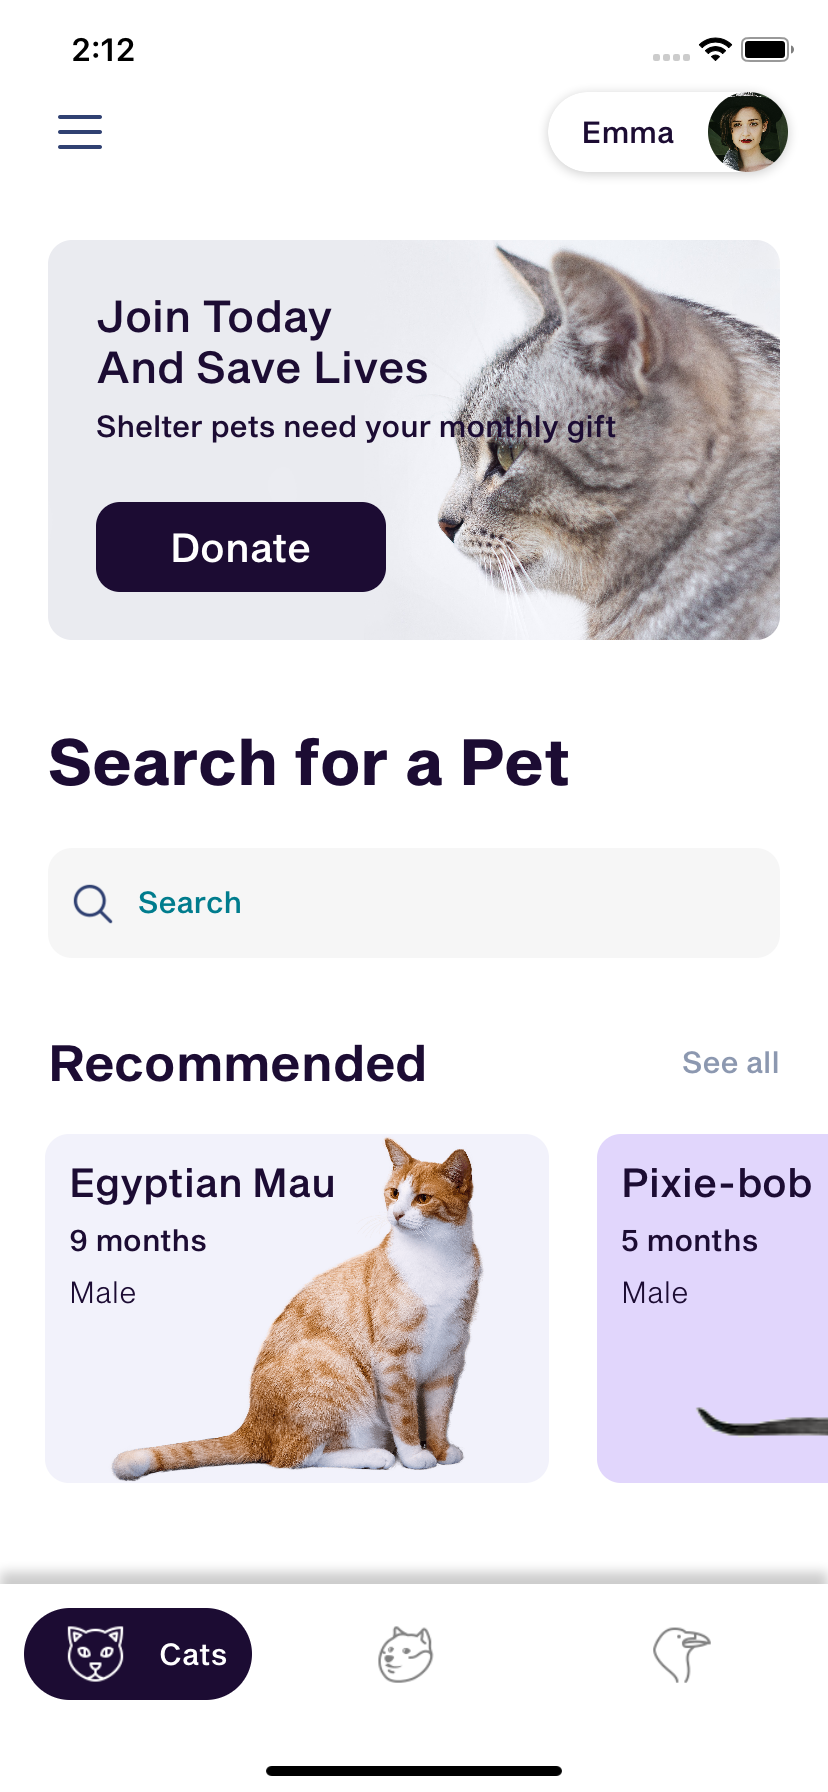 2:12
Emma
Join Today
And Save Lives
Shelter pets need your monthly gift
Donate
Search for a Pet
Search
Recommended
See all
Egyptian Mau
9 months
Male
Pixie-bob
5 months
Male
Cats